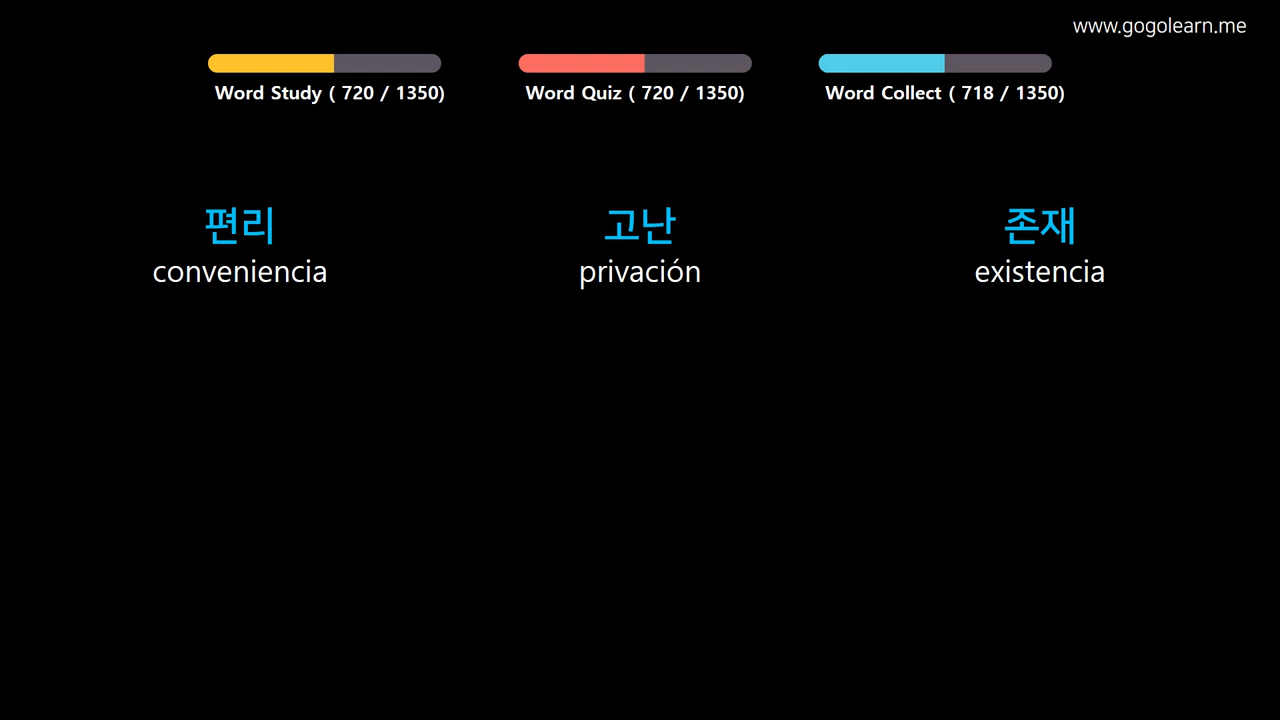 www.gogolearn.me
Word Study ( 720 / 1350)
Word Quiz ( 720 / 1350)
Word Collect ( 718 / 1350)
편리
conveniencia
고난
privación
존재
existencia